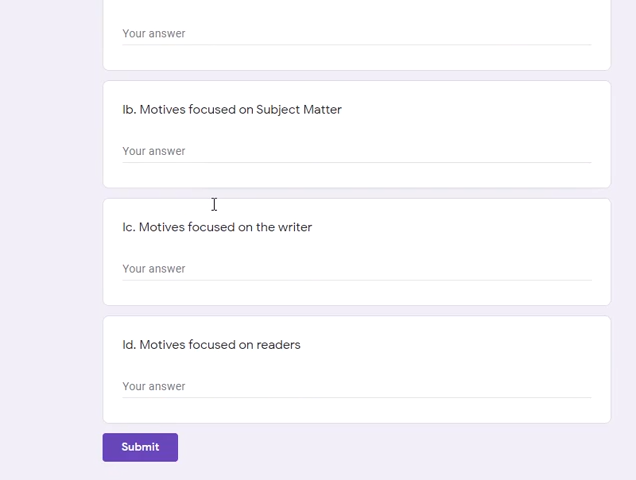 Your answer
Ib. Motives focused on Subject Matter
Your answer
Ic. Motives focused on the writer
Your answer
Id. Motives focused on readers
Your answer
Submit